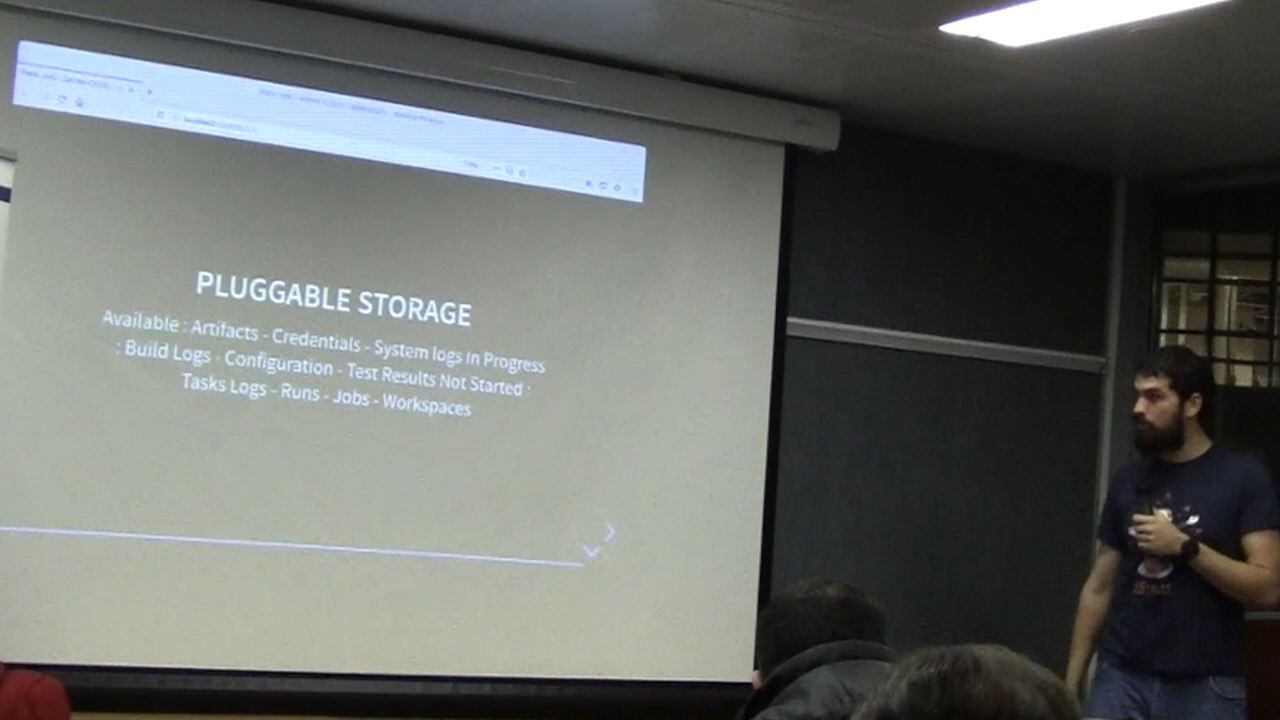 PLUGGABLE STORAGE
Available : Artifacts - Credentials - System logs In Progress
: Build Logs - Configuration - Test Results Not Started :
Tasks Logs - Runs - Jobs - Workspaces